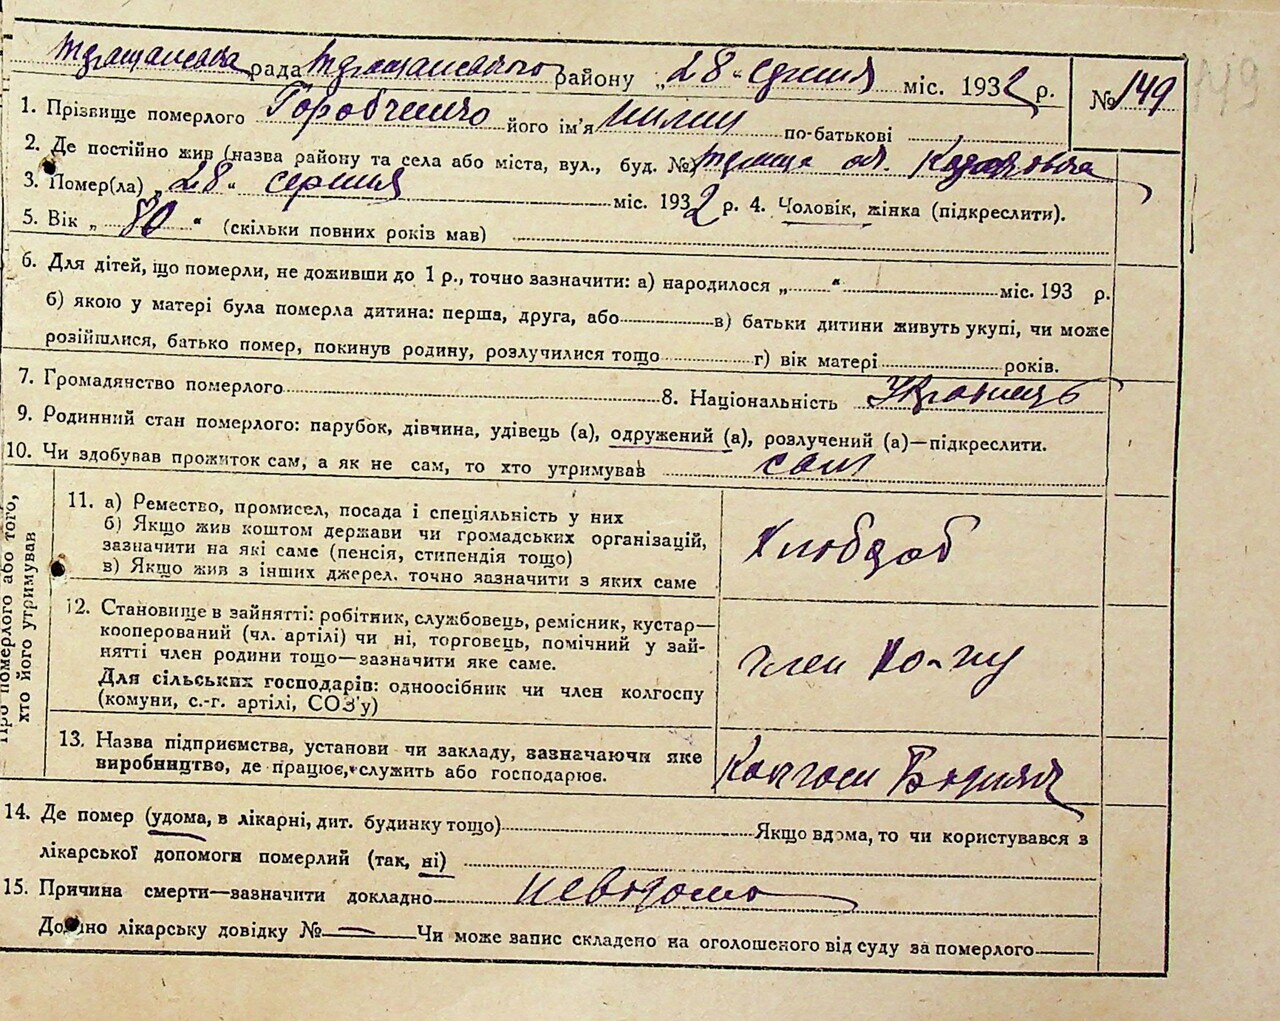 рада району „28“ серпня міс. 1932 р. № 149 149
1. Прізвище померлого Горобченко його ім'я по-батькові
2. Де постійно жив (назва району та села або міста, вул., буд. №
3. Помер(ла) „28“ серпня міс. 1932 р. 4. Чоловік, жінка (підкреслити).
5. Вік „80“ (скільки повних років мав)
6. Для дітей, що померли, не доживши до 1 р., точно зазначити: а) народилося „ “ міс. 193 р.
б) якою у матері була померла дитина: перша, друга, або в) батьки дитини живуть укупі, чи може
розійшлися, батько помер, покинув родину, розлучилися тощо г) вік матері років.
7. Громадянство померлого 8. Національність Українець
9. Родинний стан померлого: парубок, дівчина, удівець (а), одружений (а), розлучений (а)—підкреслити.
10. Чи здобував прожиток сам, а як не сам, то хто утримував сам
Про померлого або того,
хто його утримував
11. а) Ремество, промисел, посада і спеціяльність у них
б) Якщо жив коштом держави чи громадських організацій,
зазначити на які саме (пенсія, стипендія тощо)
в) Якщо жив з інших джерел, точно зазначити з яких саме
Хлібороб
12. Становище в зайнятті: робітник, службовець, ремісник, кустар—
кооперований (чл. артілі) чи ні, торговець, помічний у зай-
нятті член родини тощо—зазначити яке саме.
Для сільських господарів: одноосібник чи член колгоспу
(комуни, с.-г. артілі, СОЗ'у)
член
13. Назва підприємства, установи чи закладу, зазначаючи яке
виробництво, де працює, служить або господарює.
Колгосп
14. Де помер (удома, в лікарні, дит. будинку тощо) Якщо вдома, то чи користувався з
лікарської допомоги померлий (так, ні)
15. Причина смерти—зазначити докладно невідомо
Додано лікарську довідку № — Чи може запис складено на оголошеного від суду за померлого